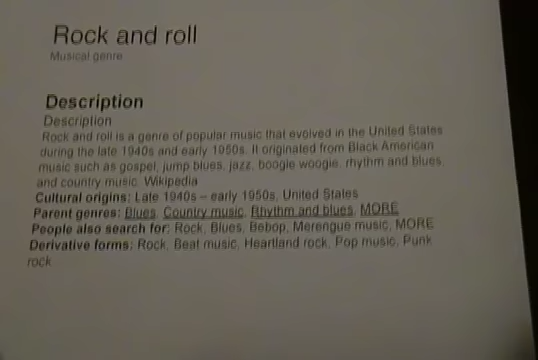 Rock and roll
Musical genre
Description
Description
Rock and roll is a genre of popular music that evolved in the United States
during the late 1940s and early 1950s. It originated from Black American
music such as gospel, jump blues, jazz, boogie woogie, rhythm and blues,
and country music. Wikipedia
Cultural origins: Late 1940s – early 1950s, United States
Parent genres: Blues, Country music, Rhythm and blues, MORE
People also search for: Rock, Blues, Bebop, Merengue music, MORE
Derivative forms: Rock, Beat music, Heartland rock, Pop music, Punk
rock